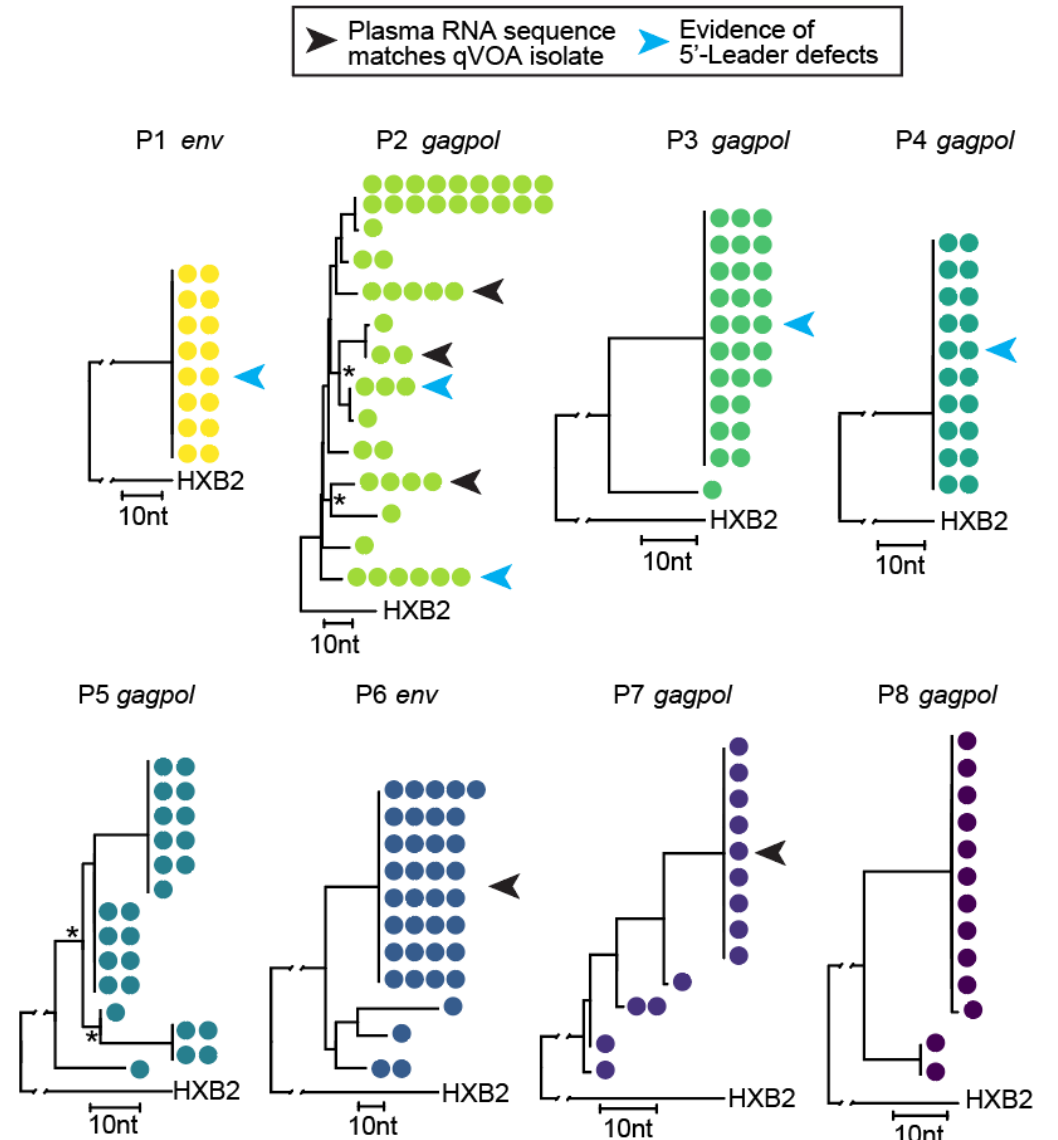 Plasma RNA sequence
matches qVOA isolate
Evidence of
5'-Leader defects
P1 env
P2 gagpol
P3 gagpol
P4 gagpol
*
*
HXB2
10nt
HXB2
10nt
HXB2
10nt
HXB2
10nt
P5 gagpol
P6 env
P7 gagpol
P8 gagpol
*
*
HXB2
10nt
HXB2
10nt
HXB2
10nt
HXB2
10nt